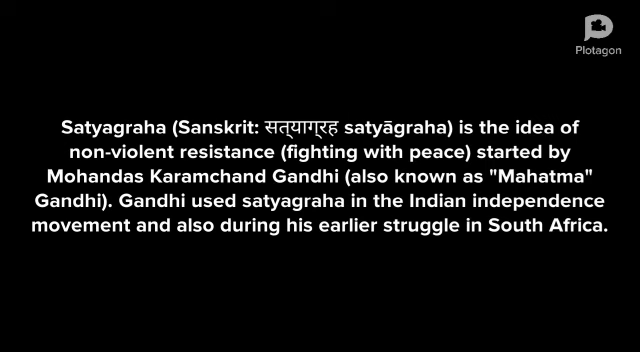 Plotagon
Satyagraha (Sanskrit: सत्याग्रह satyāgraha) is the idea of
non-violent resistance (fighting with peace) started by
Mohandas Karamchand Gandhi (also known as "Mahatma"
Gandhi). Gandhi used satyagraha in the Indian independence
movement and also during his earlier struggle in South Africa.